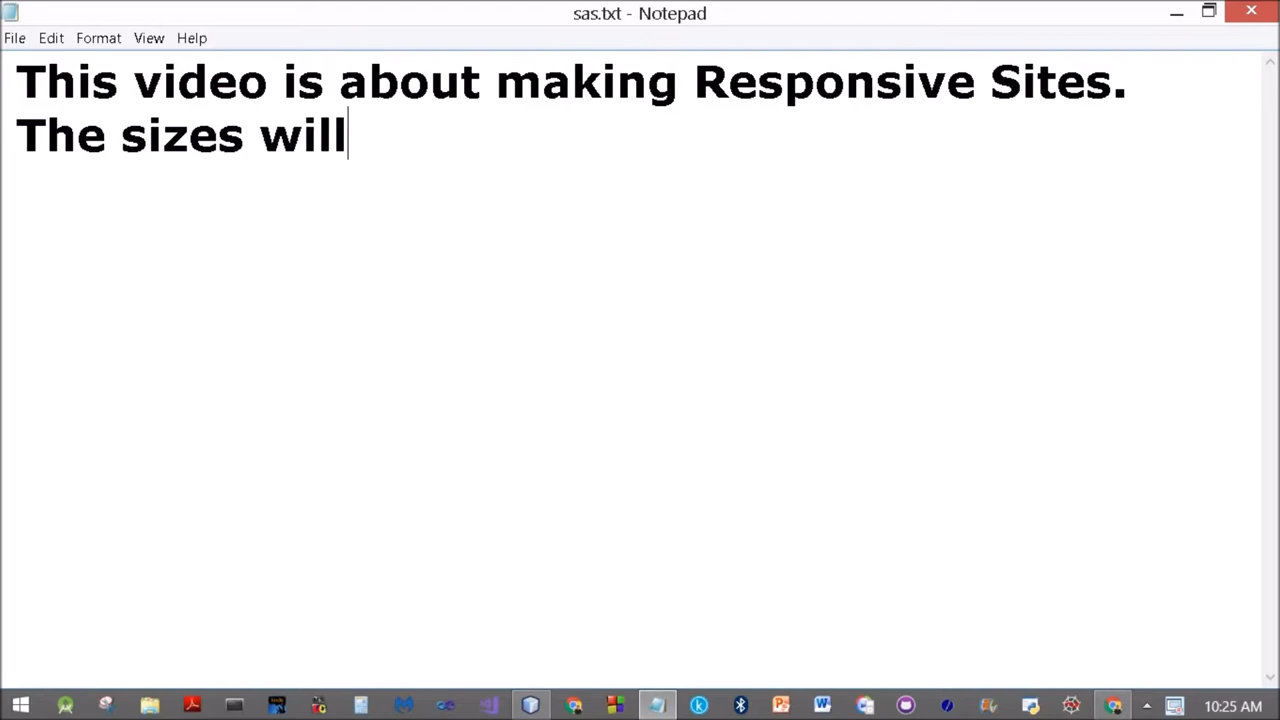 sas.txt - Notepad
File Edit Format View Help
This video is about making Responsive Sites.
The sizes will
10:25 AM